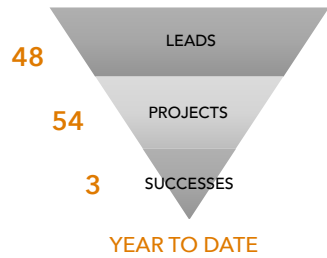 48
LEADS
54
PROJECTS
3
SUCCESSES
YEAR TO DATE